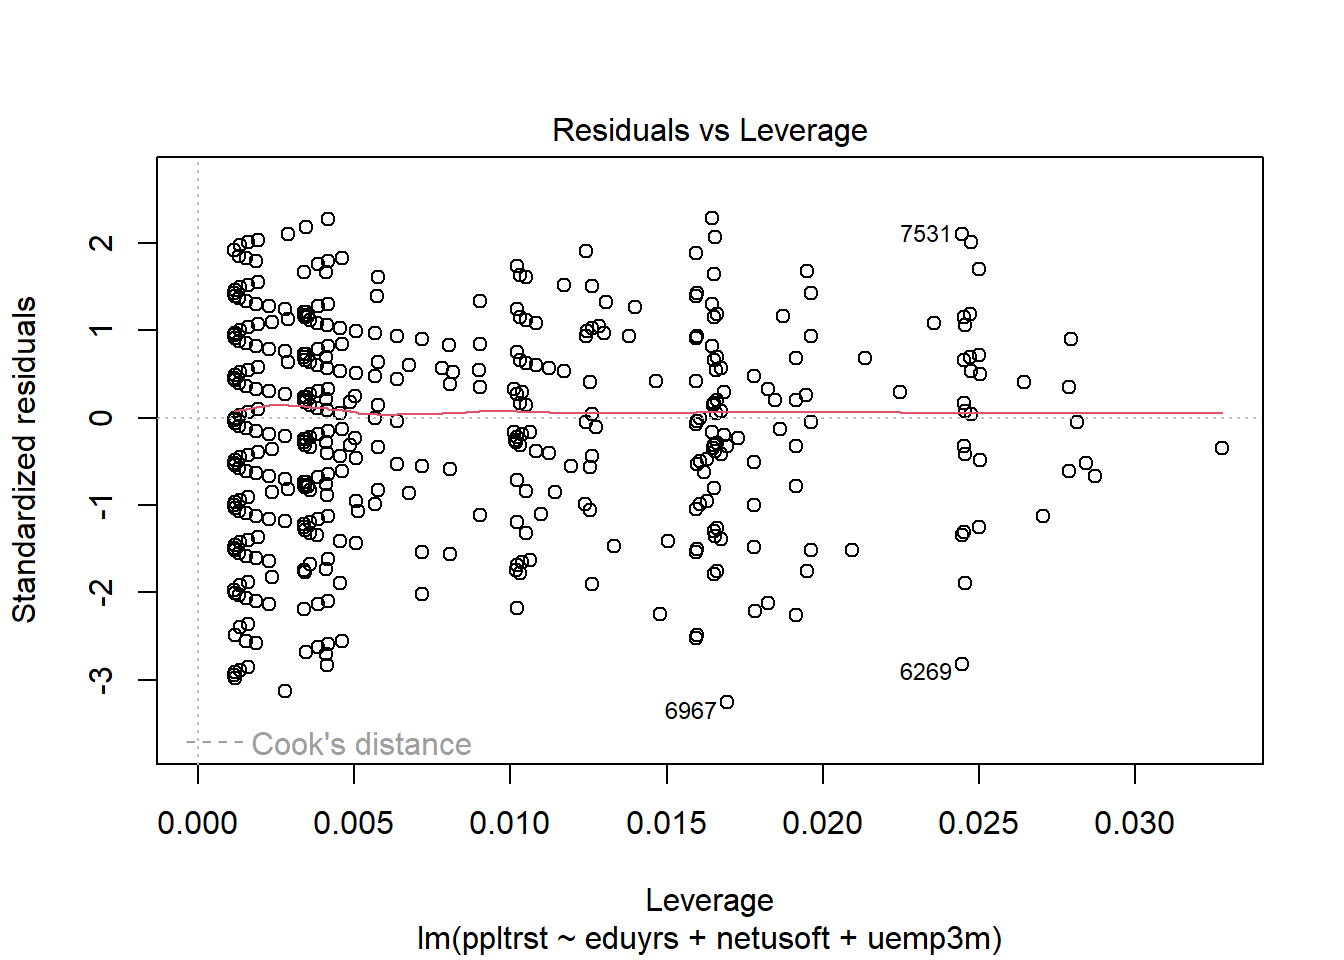 Residuals vs Leverage
Standardized residuals
2
1
0
-1
-2
-3
7531
6269
6967
Cook's distance
0.000 0.005 0.010 0.015 0.020 0.025 0.030
Leverage
lm(ppltrst ~ eduyrs + netusoft + uemp3m)